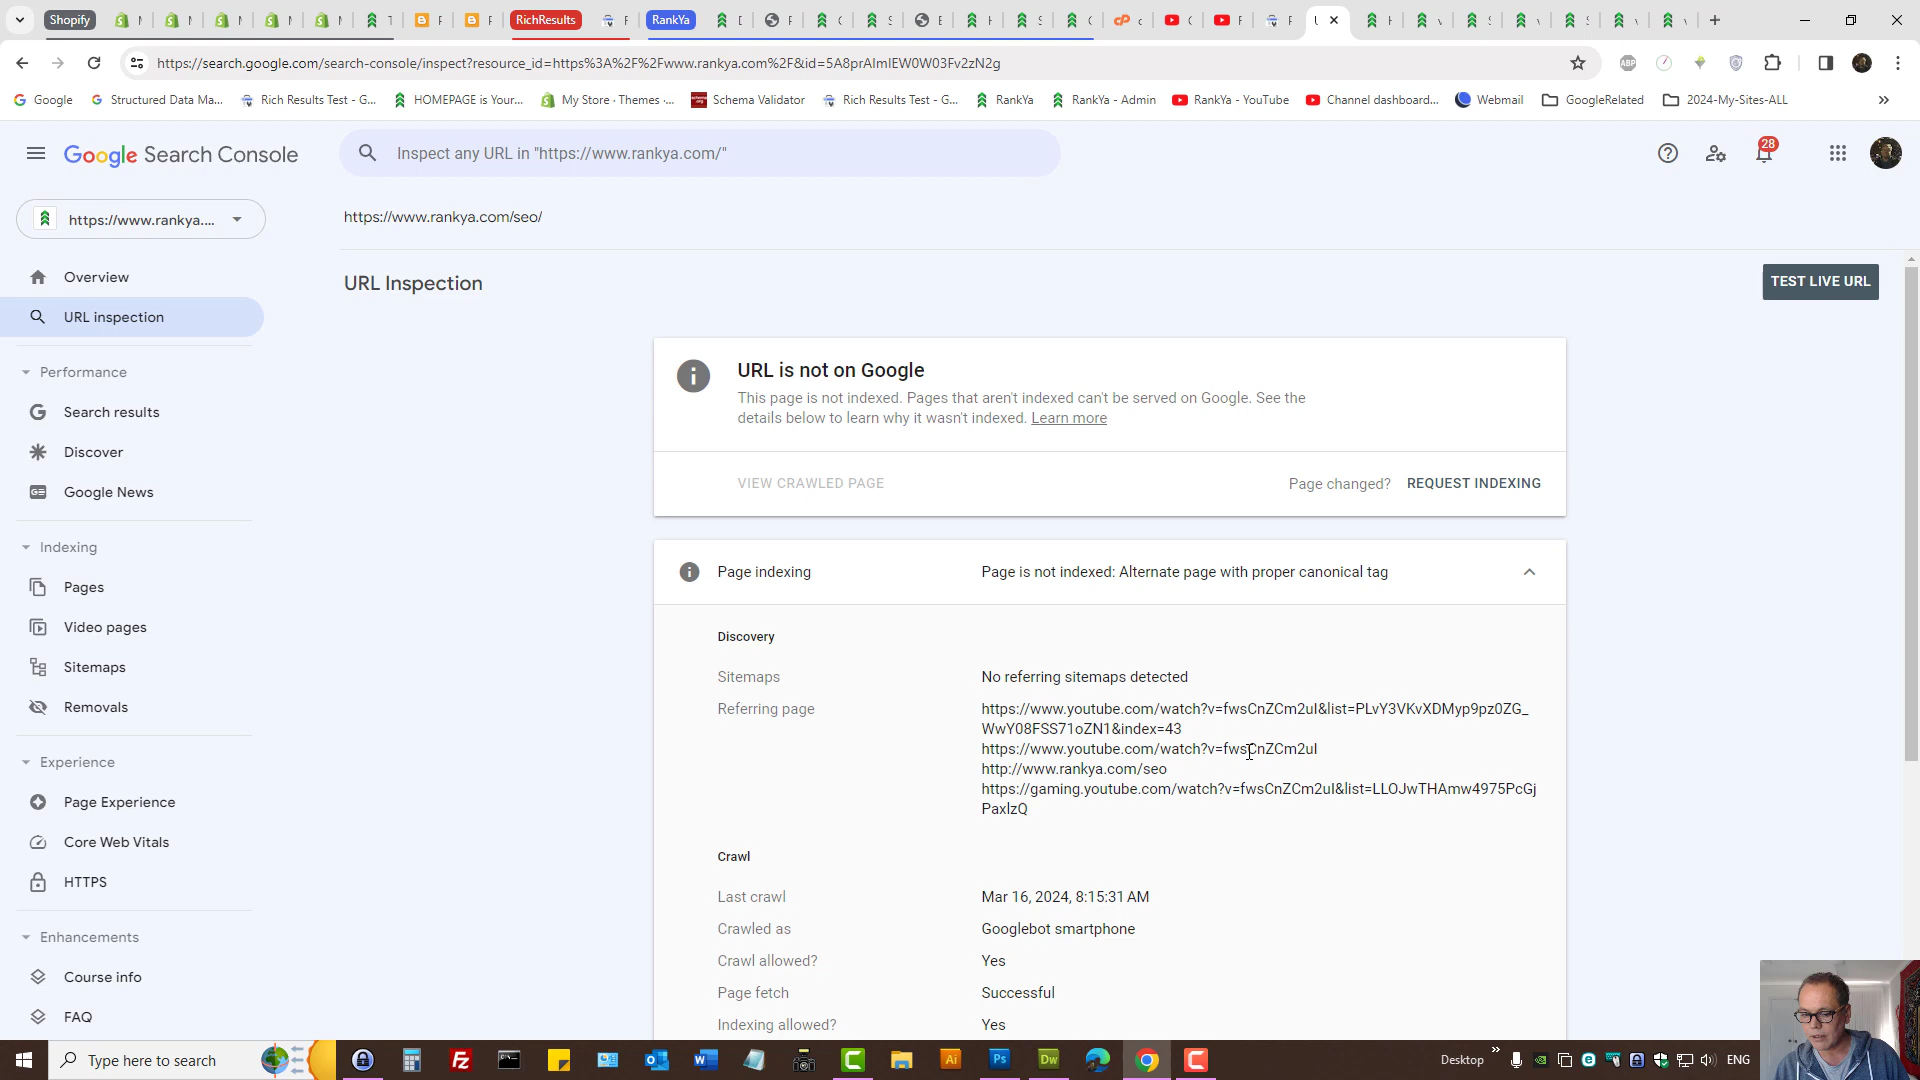 Shopify
RichResults
RankYa
https://search.google.com/search-console/inspect?resource_id=https%3A%2F%2Fwww.rankya.com%2F&id=5A8prAlmlEW0W03Fv2zN2g
ABP
Google
Structured Data Ma...
Rich Results Test - G...
HOMEPAGE is Your...
My Store · Themes ·...
Schema Validator
Rich Results Test - G...
RankYa
RankYa - Admin
RankYa - YouTube
Channel dashboard...
Webmail
GoogleRelated
2024-My-Sites-ALL
Google Search Console
Inspect any URL in "https://www.rankya.com/"
28
https://www.rankya....
https://www.rankya.com/seo/
Overview
URL inspection
Performance
Search results
Discover
Google News
Indexing
Pages
Video pages
Sitemaps
Removals
Experience
Page Experience
Core Web Vitals
HTTPS
Enhancements
Course info
FAQ
URL Inspection
TEST LIVE URL
URL is not on Google
This page is not indexed. Pages that aren't indexed can't be served on Google. See the
details below to learn why it wasn't indexed. Learn more
VIEW CRAWLED PAGE
Page changed? REQUEST INDEXING
Page indexing
Page is not indexed: Alternate page with proper canonical tag
Discovery
Sitemaps
No referring sitemaps detected
Referring page
https://www.youtube.com/watch?v=fwsCnZCm2uI&list=PLvY3VKvXDMyp9pz0ZG_
WwY08FSS71oZN1&index=43
https://www.youtube.com/watch?v=fwsCnZCm2uI
http://www.rankya.com/seo
https://gaming.youtube.com/watch?v=fwsCnZCm2uI&list=LLOJwTHAmw4975PcGj
PaxlzQ
Crawl
Last crawl
Mar 16, 2024, 8:15:31 AM
Crawled as
Googlebot smartphone
Crawl allowed?
Yes
Page fetch
Successful
Indexing allowed?
Yes
Type here to search
Desktop
ENG